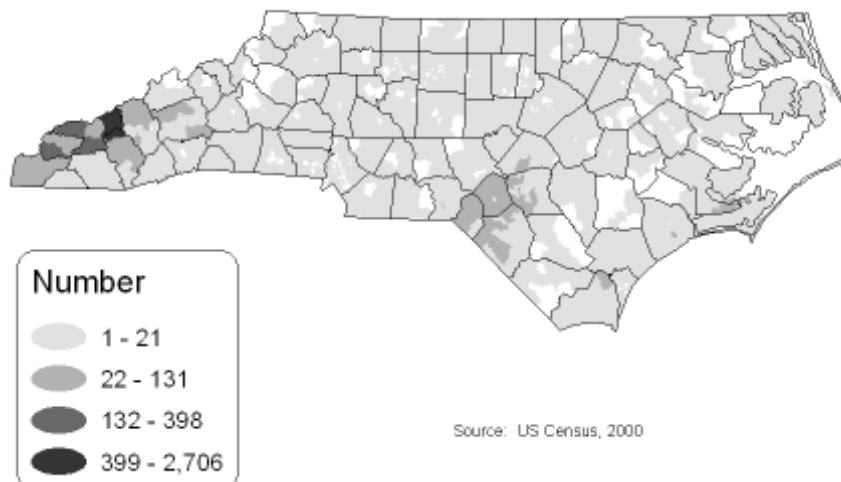 Number
1 - 21
22 - 131
132 - 398
399 - 2,706
Source: US Census, 2000